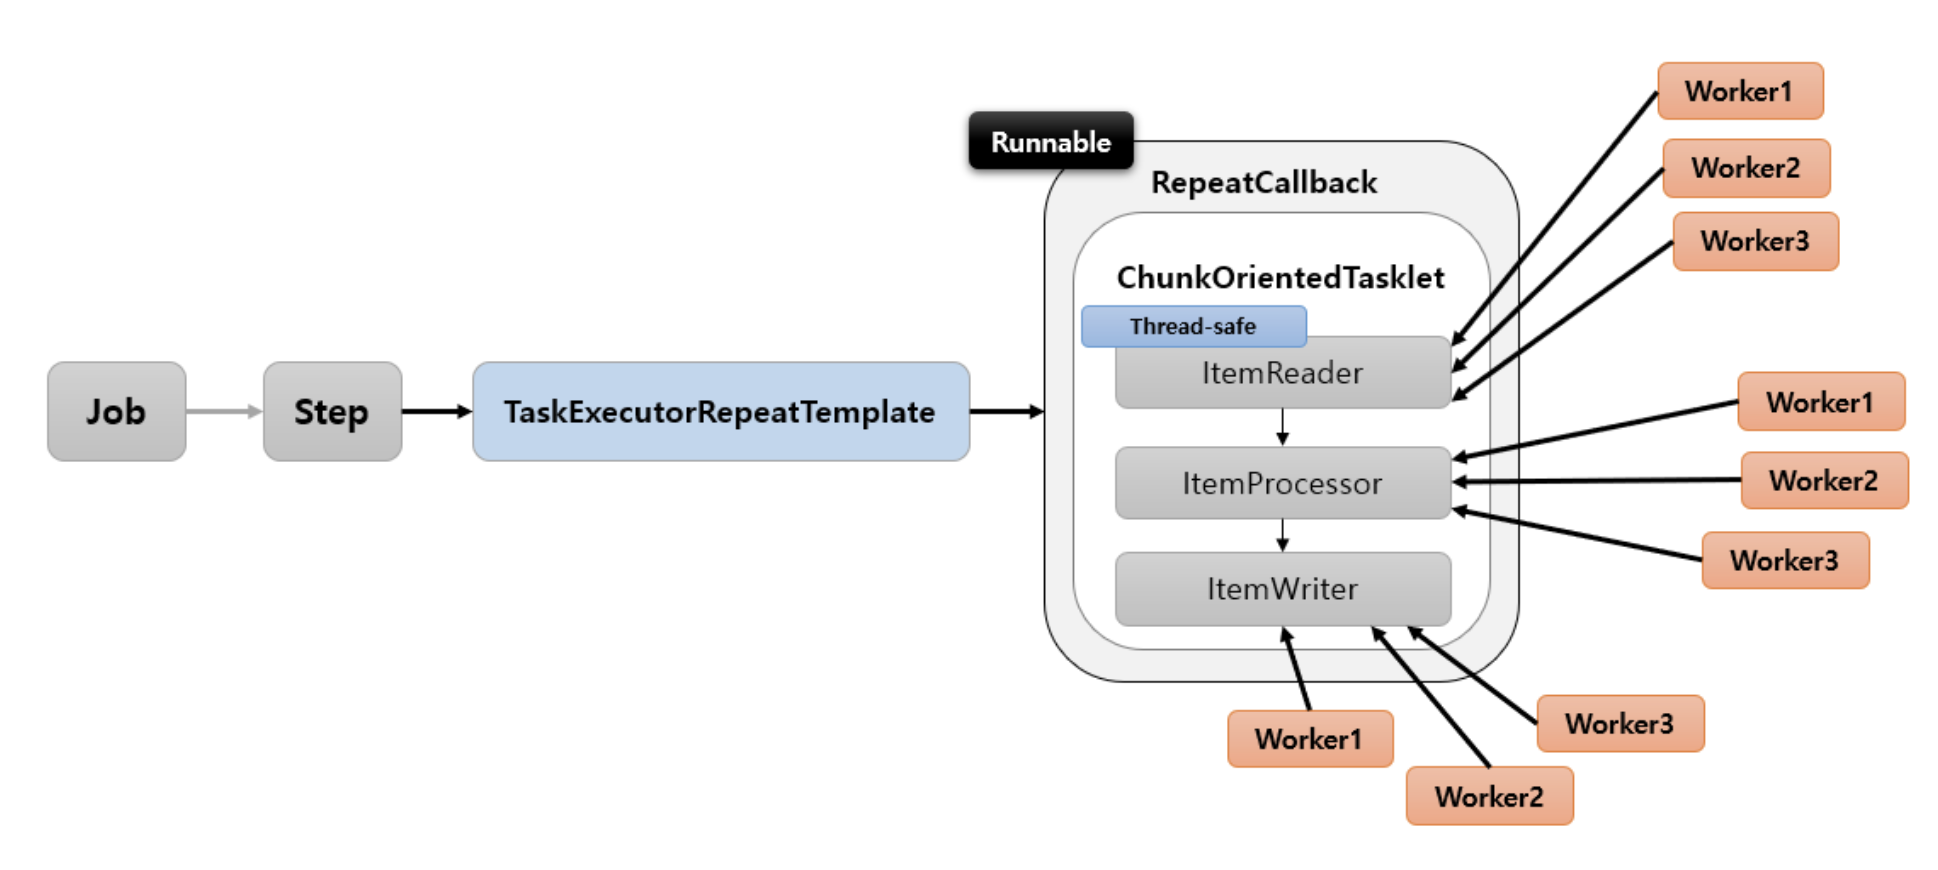 Job
Step
TaskExecutorRepeatTemplate
Runnable
RepeatCallback
ChunkOrientedTasklet
Thread-safe
ItemReader
ItemProcessor
ItemWriter
Worker1
Worker2
Worker3
Worker1
Worker2
Worker3
Worker1
Worker2
Worker3